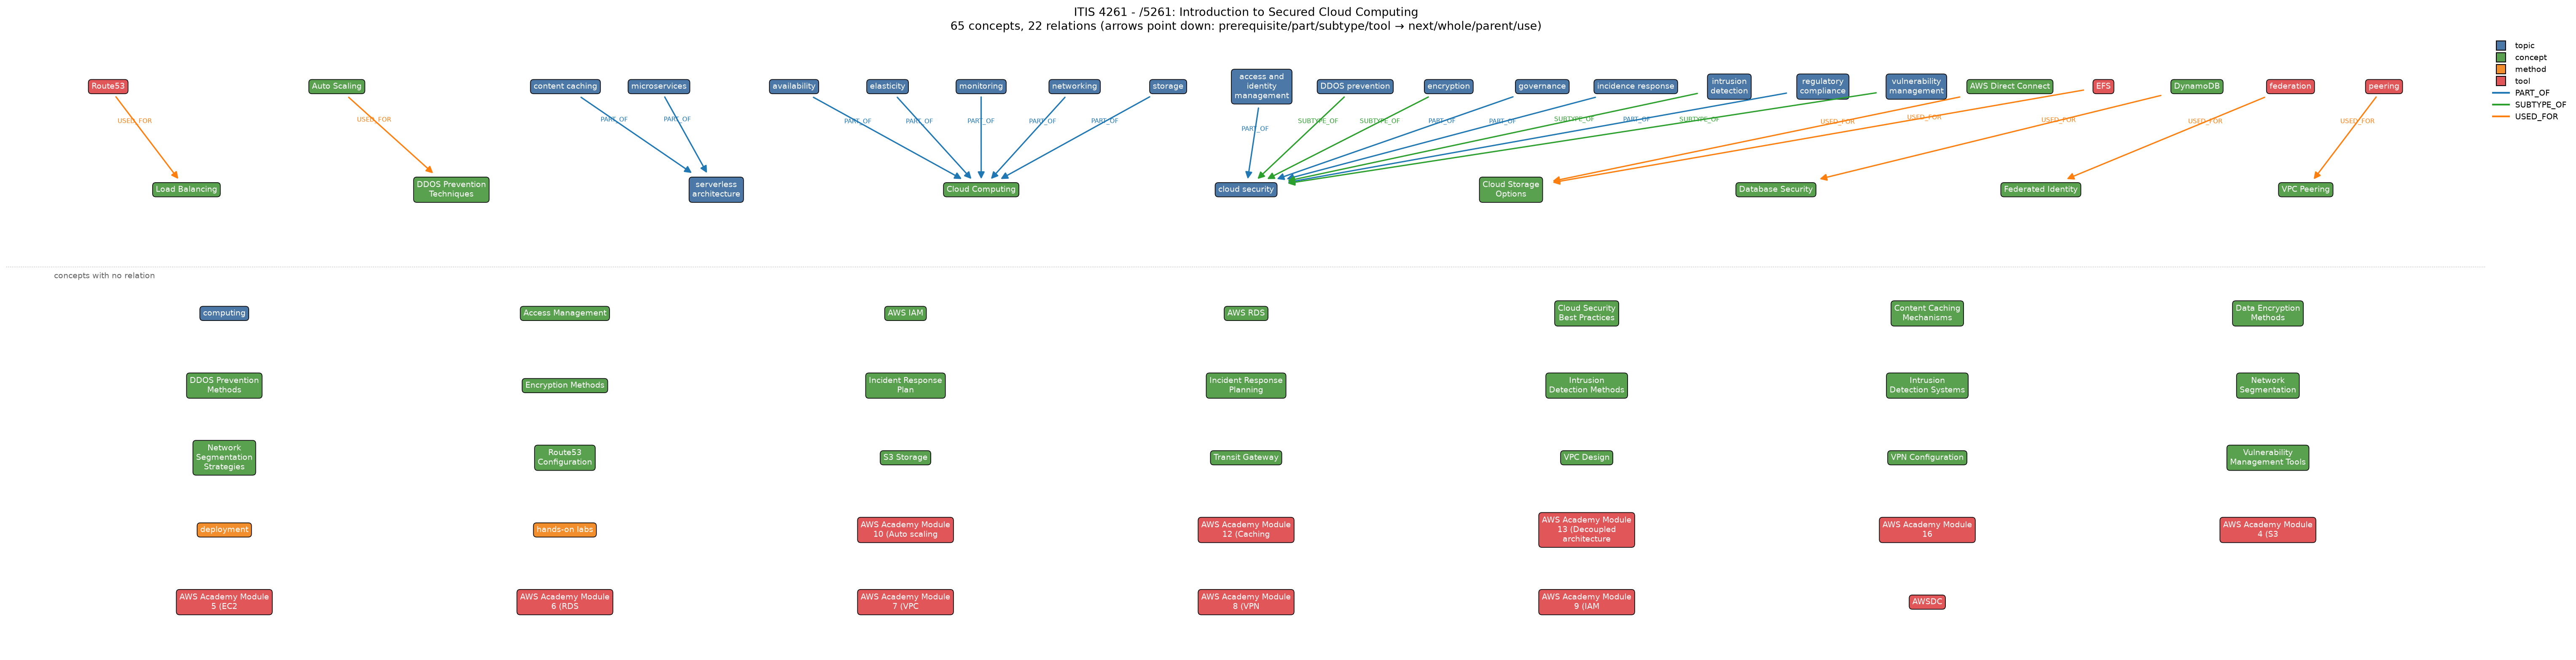 ITIS 4261 - /5261: Introduction to Secured Cloud Computing
65 concepts, 22 relations (arrows point down: prerequisite/part/subtype/tool → next/whole/parent/use)
topic
concept
method
tool
PART_OF
SUBTYPE_OF
USED_FOR
Route53
Auto Scaling
content caching
microservices
availability
elasticity
monitoring
networking
storage
access and
identity
management
DDOS prevention
encryption
governance
incidence response
intrusion
detection
regulatory
compliance
vulnerability
management
AWS Direct Connect
EFS
DynamoDB
federation
peering
USED_FOR
USED_FOR
PART_OF
PART_OF
PART_OF
PART_OF
PART_OF
PART_OF
PART_OF
PART_OF
SUBTYPE_OF
SUBTYPE_OF
PART_OF
PART_OF
SUBTYPE_OF
PART_OF
SUBTYPE_OF
USED_FOR
USED_FOR
USED_FOR
USED_FOR
USED_FOR
Load Balancing
DDOS Prevention
Techniques
serverless
architecture
Cloud Computing
cloud security
Cloud Storage
Options
Database Security
Federated Identity
VPC Peering
concepts with no relation
computing
Access Management
AWS IAM
AWS RDS
Cloud Security
Best Practices
Content Caching
Mechanisms
Data Encryption
Methods
DDOS Prevention
Methods
Encryption Methods
Incident Response
Plan
Incident Response
Planning
Intrusion
Detection Methods
Intrusion
Detection Systems
Network
Segmentation
Network
Segmentation
Strategies
Route53
Configuration
S3 Storage
Transit Gateway
VPC Design
VPN Configuration
Vulnerability
Management Tools
deployment
hands-on labs
AWS Academy Module
10 (Auto scaling
AWS Academy Module
12 (Caching
AWS Academy Module
13 (Decoupled
architecture
AWS Academy Module
16
AWS Academy Module
4 (S3
AWS Academy Module
5 (EC2
AWS Academy Module
6 (RDS
AWS Academy Module
7 (VPC
AWS Academy Module
8 (VPN
AWS Academy Module
9 (IAM
AWSDC